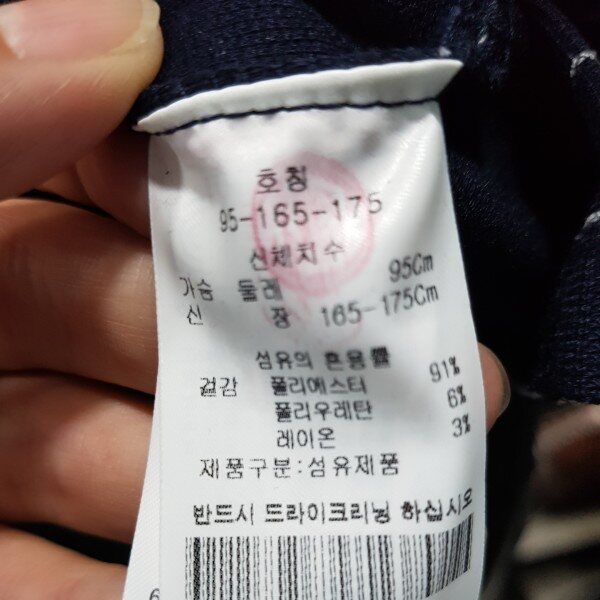 호칭
95-165-175
신체치수
가슴 둘레 95Cm
신 장 165-175Cm
섬유의 혼용률
겉감 폴리에스터 91%
폴리우레탄 6%
레이온 3%
제품구분:섬유제품
반드시 드라이크리닝 하십시오
6